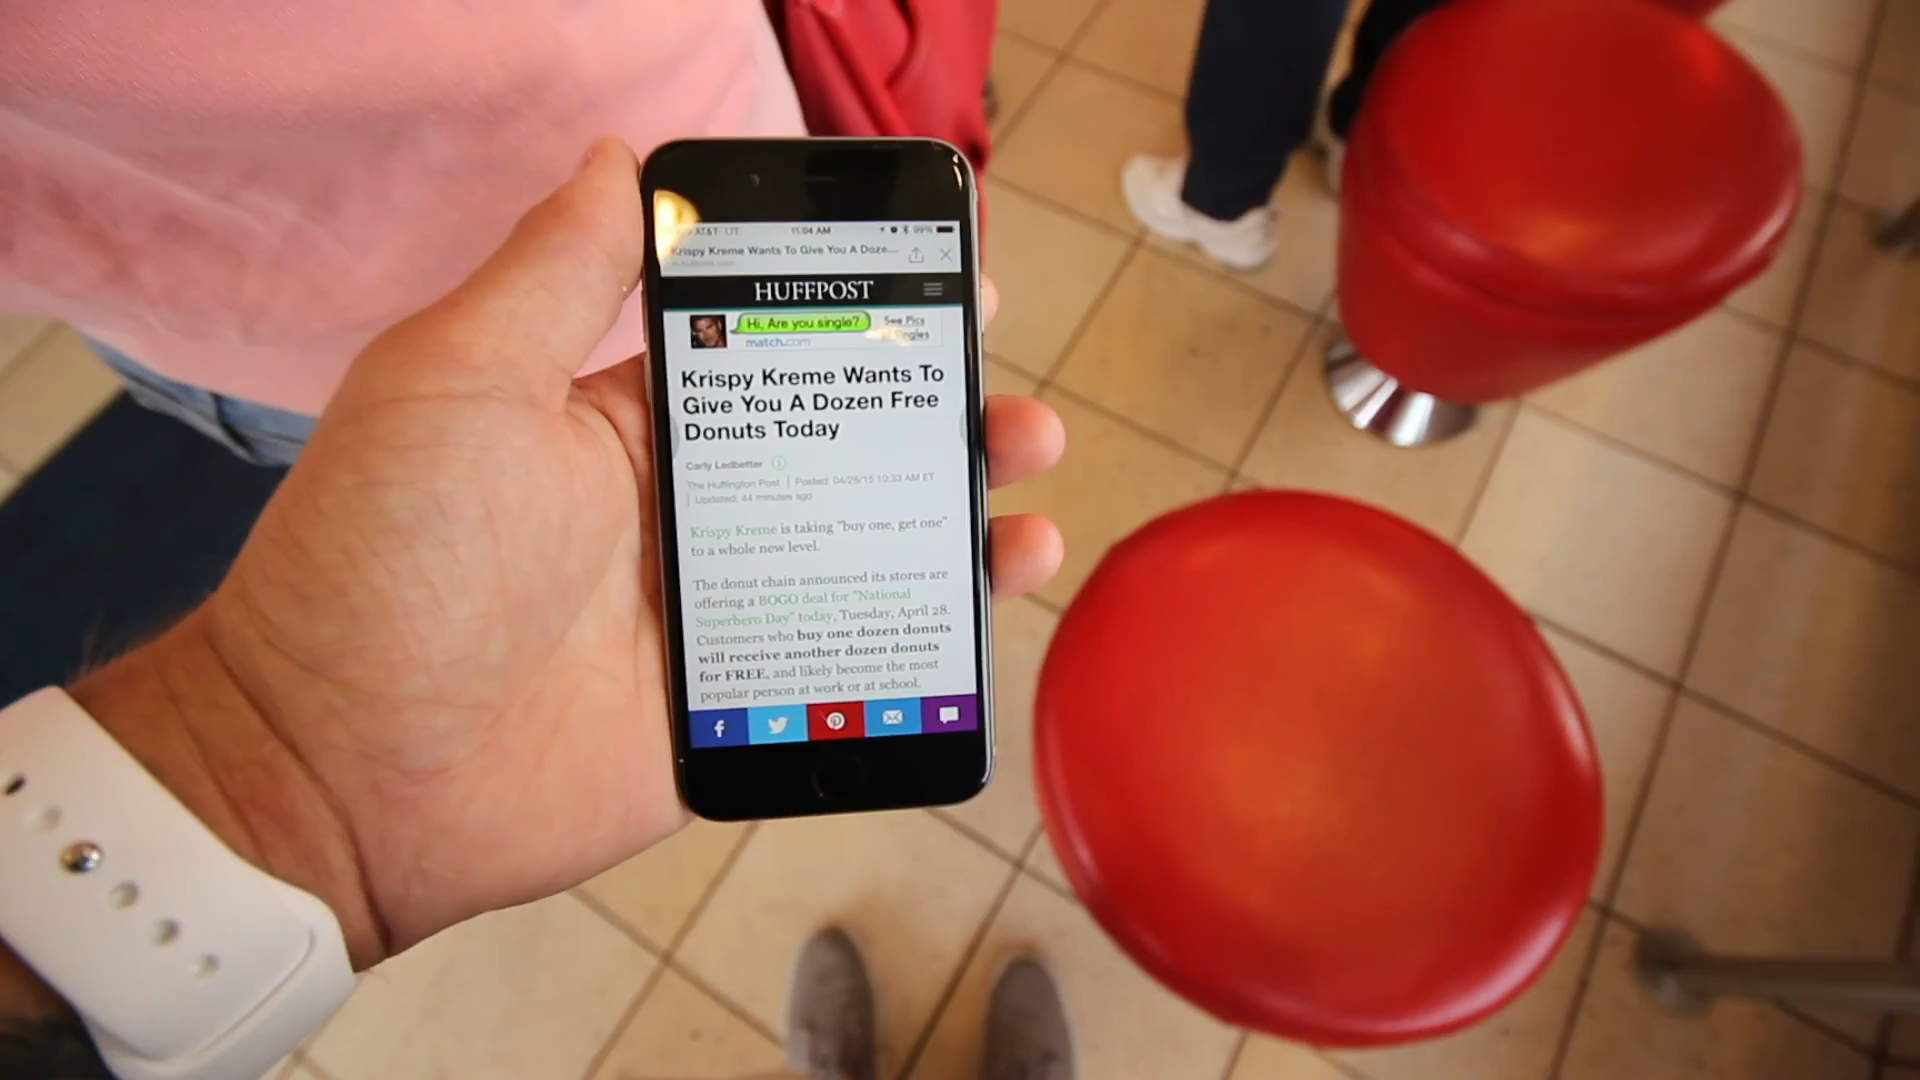 AT&T LTE 11:04 AM 99%
Krispy Kreme Wants To Give You A Doze...
HUFFPOST
Hi, Are you single?
See Pics
match.com
Singles
Krispy Kreme Wants To
Give You A Dozen Free
Donuts Today
Carly Ledbetter
The Huffington Post | Posted: 04/28/15 10:33 AM ET
| Updated: 44 minutes ago
Krispy Kreme is taking "buy one, get one"
to a whole new level.
The donut chain announced its stores are
offering a BOGO deal for "National
Superhero Day" today, Tuesday, April 28.
Customers who buy one dozen donuts
will receive another dozen donuts
for FREE, and likely become the most
popular person at work or at school.